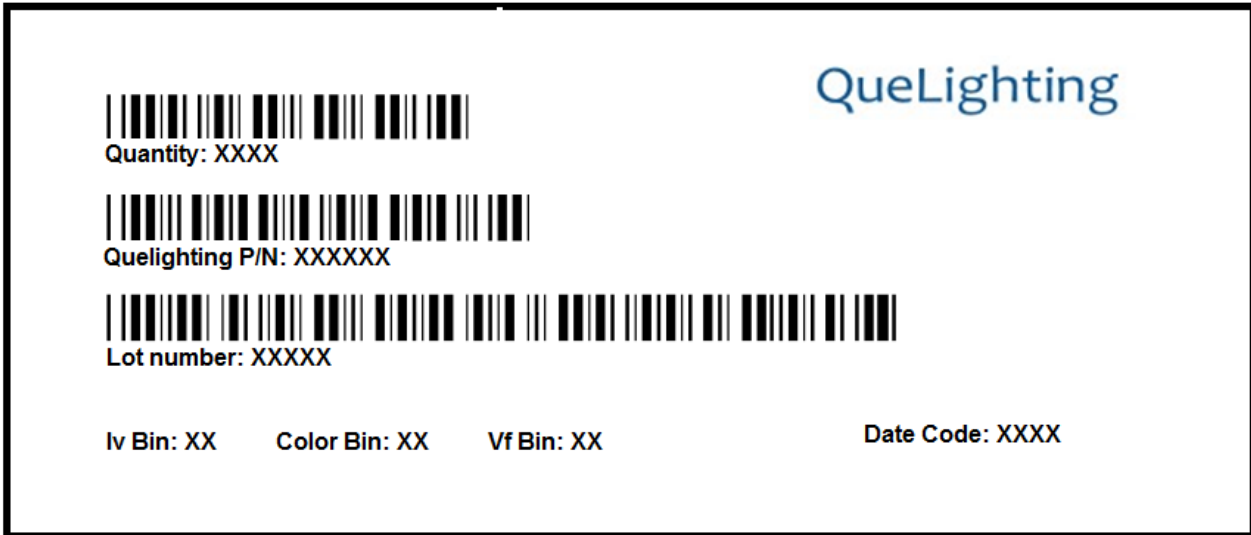 QueLighting
Quantity: XXXX
Quelighting P/N: XXXXXX
Lot number: XXXXX
Iv Bin: XX Color Bin: XX Vf Bin: XX Date Code: XXXX